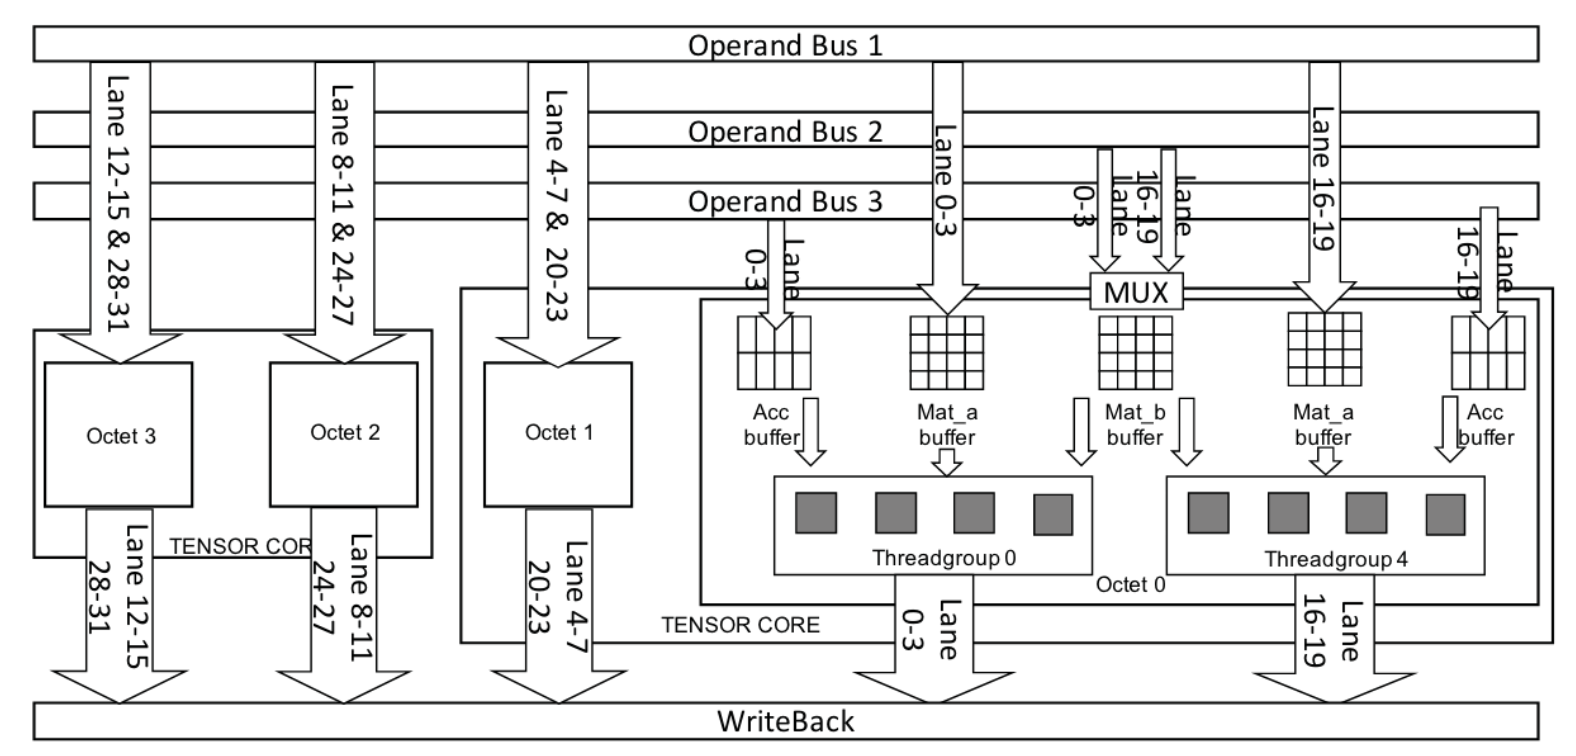 Operand Bus 1
Operand Bus 2
Operand Bus 3
Lane 12-15 & 28-31
Lane 8-11 & 24-27
Lane 4-7 & 20-23
Lane 0-3
Lane
0-3
Lane
16-19
Lane 16-19
Lane
0-3
Lane
16-19
MUX
Acc
buffer
Mat_a
buffer
Mat_b
buffer
Mat_a
buffer
Acc
buffer
Octet 3
Octet 2
Octet 1
Threadgroup 0
Threadgroup 4
Octet 0
TENSOR COR
TENSOR CORE
Lane 12-15
28-31
Lane 8-11
24-27
Lane 4-7
20-23
Lane
0-3
Lane
16-19
WriteBack